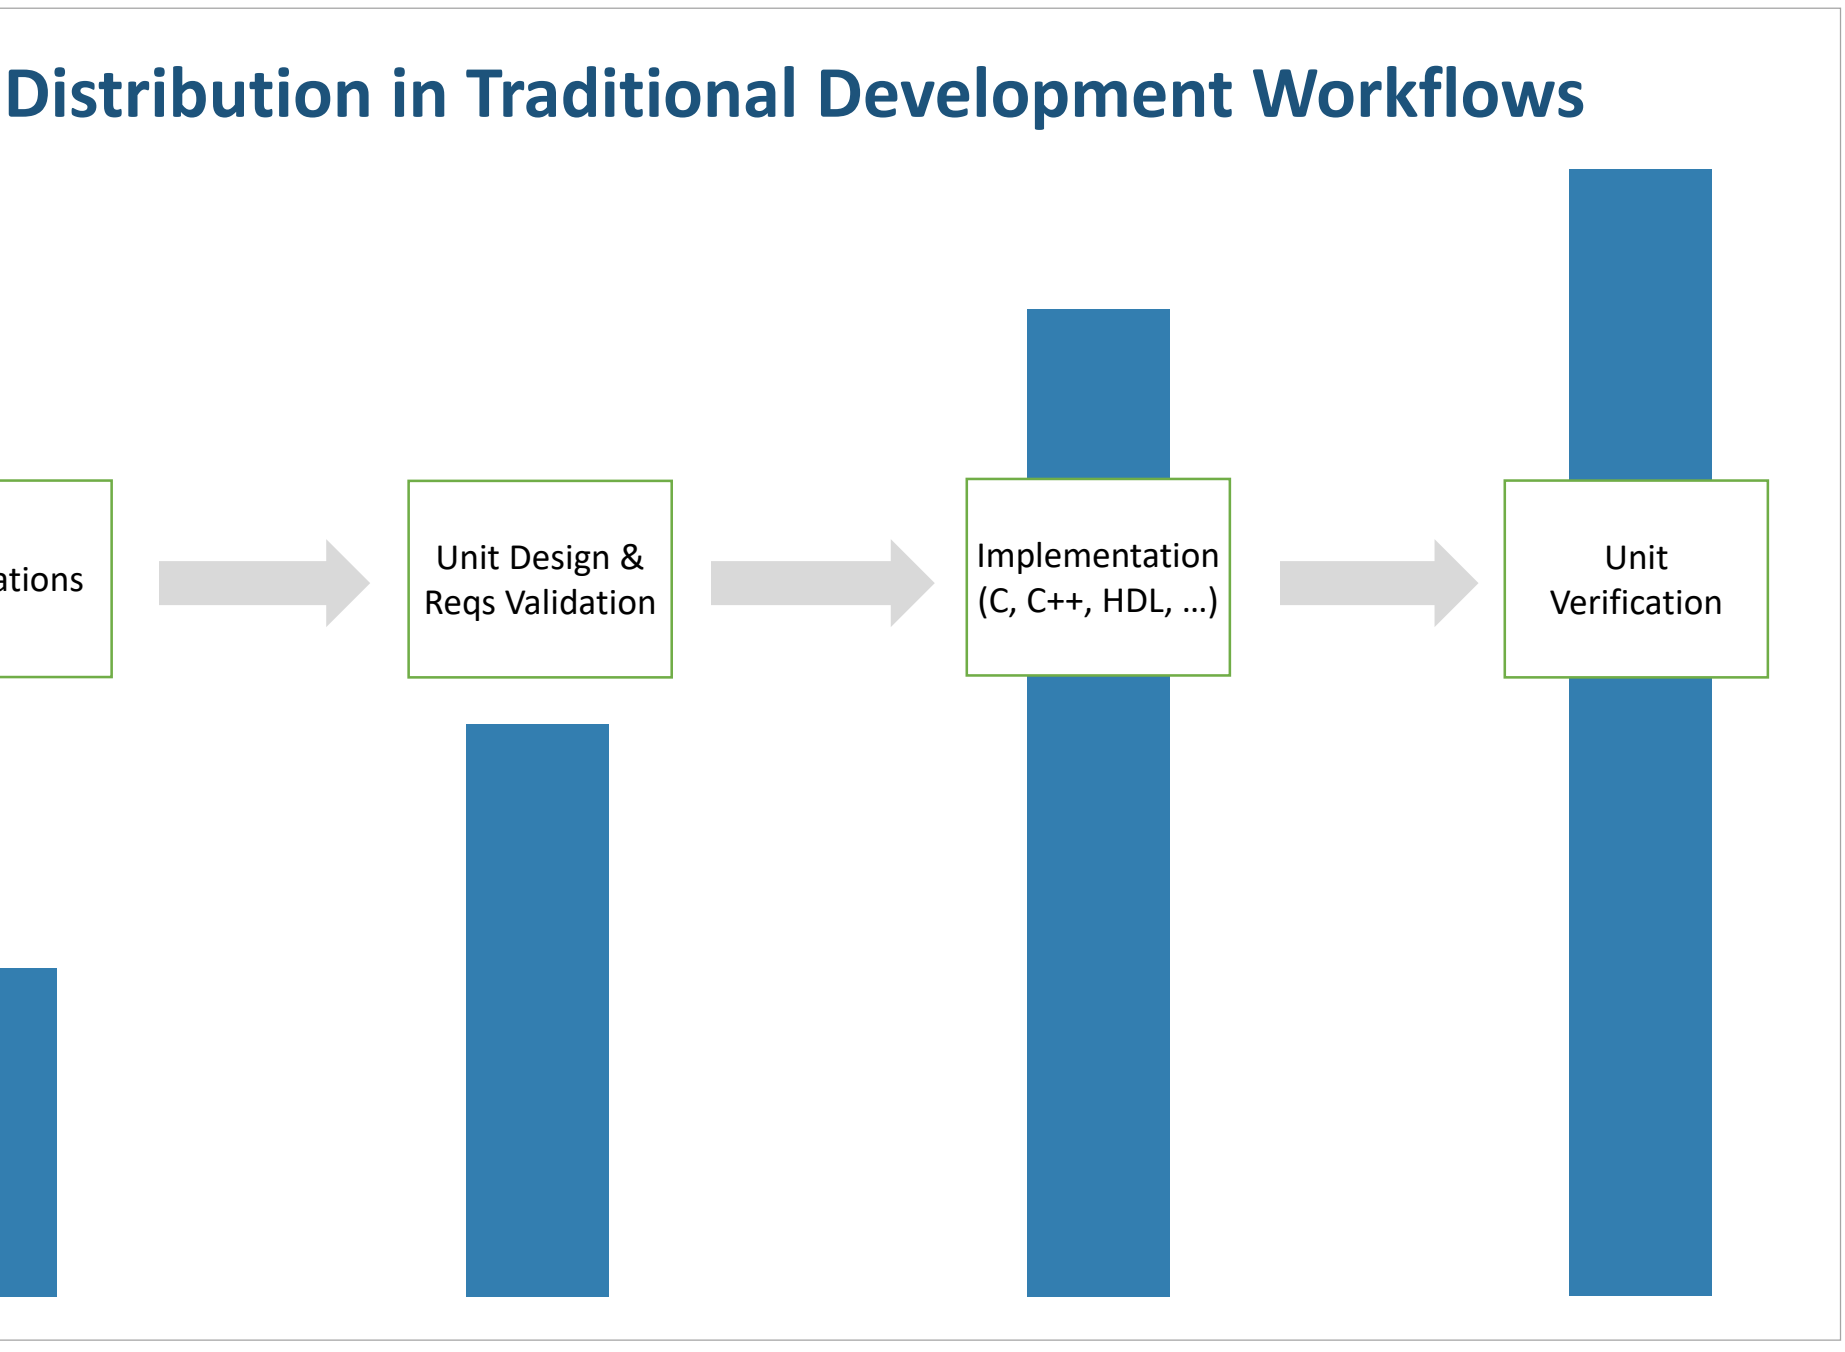 Distribution in Traditional Development Workflows
ations
Unit Design &
Reqs Validation
Implementation
(C, C++, HDL, …)
Unit
Verification